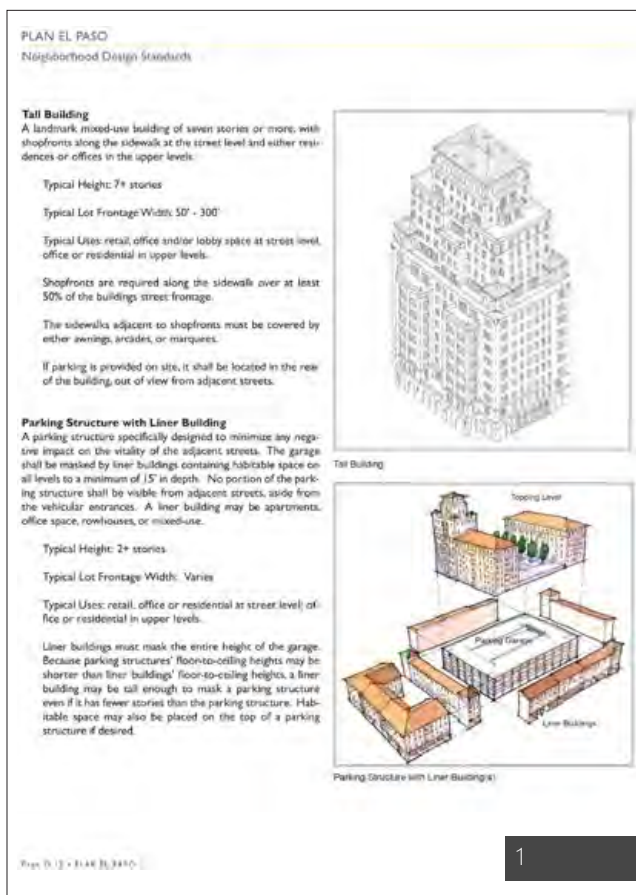 PLAN EL PASO
Neighborhood Design Standards
Tall Building
A landmark mixed-use building of seven stories or more, with
shopfronts along the sidewalk at the street level and either resi-
dences or offices in the upper levels.
Typical Height: 7+ stories
Typical Lot Frontage Width: 50' - 300'
Typical Uses: retail, office and/or lobby space at street level,
office or residential in upper levels.
Shopfronts are required along the sidewalk over at least
50% of the buildings street frontage.
The sidewalks adjacent to shopfronts must be covered by
either awnings, arcades, or marquees.
If parking is provided on site, it shall be located in the rear
of the building, out of view from adjacent streets.
Tall Building
Parking Structure with Liner Building
A parking structure specifically designed to minimize any nega-
tive impact on the vitality of the adjacent streets. The garage
shall be masked by liner buildings containing habitable space on
all levels to a minimum of 15' in depth. No portion of the park-
ing structure shall be visible from adjacent streets, aside from
the vehicular entrances. A liner building may be apartments,
office space, rowhouses, or mixed-use.
Typical Height: 2+ stories
Typical Lot Frontage Width: Varies
Typical Uses: retail, office or residential at street level; of-
fice or residential in upper levels.
Liner buildings must mask the entire height of the garage.
Because parking structures' floor-to-ceiling heights may be
shorter than liner buildings' floor-to-ceiling heights, a liner
building may be tall enough to mask a parking structure
even if it has fewer stories than the parking structure. Hab-
itable space may also be placed on the top of a parking
structure if desired.
Topping Level
Parking Garage
Liner Buildings
Parking Structure with Liner Building(s)
PLAN EL PASO
1